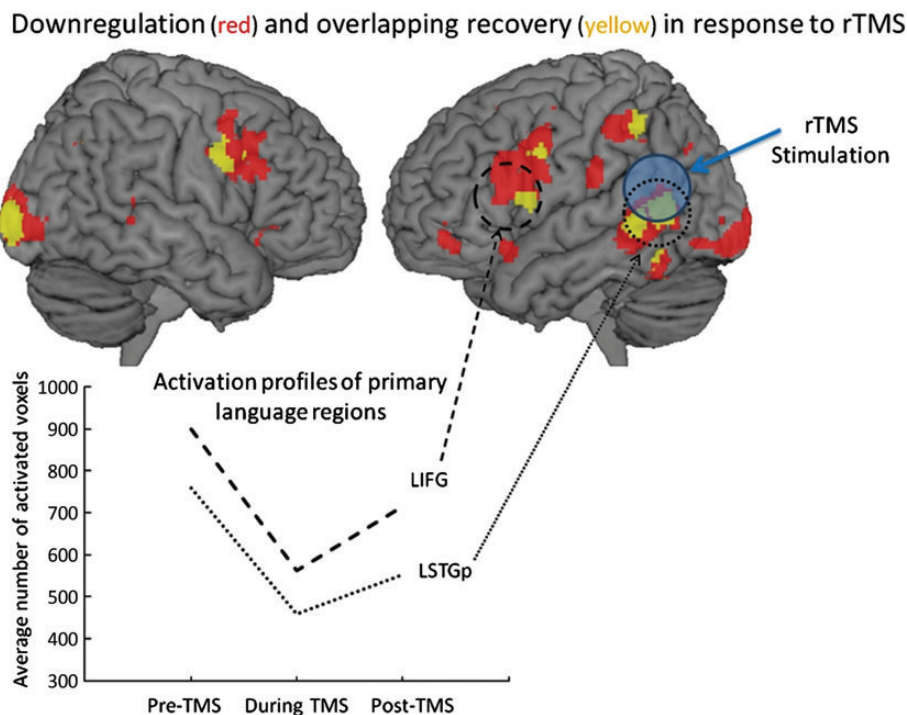 Downregulation (red) and overlapping recovery (yellow) in response to rTMS
rTMS
Stimulation
Activation profiles of primary
language regions
Average number of activated voxels
1000
900
800
700
600
500
400
300
LIFG
LSTGp
Pre-TMS During TMS Post-TMS